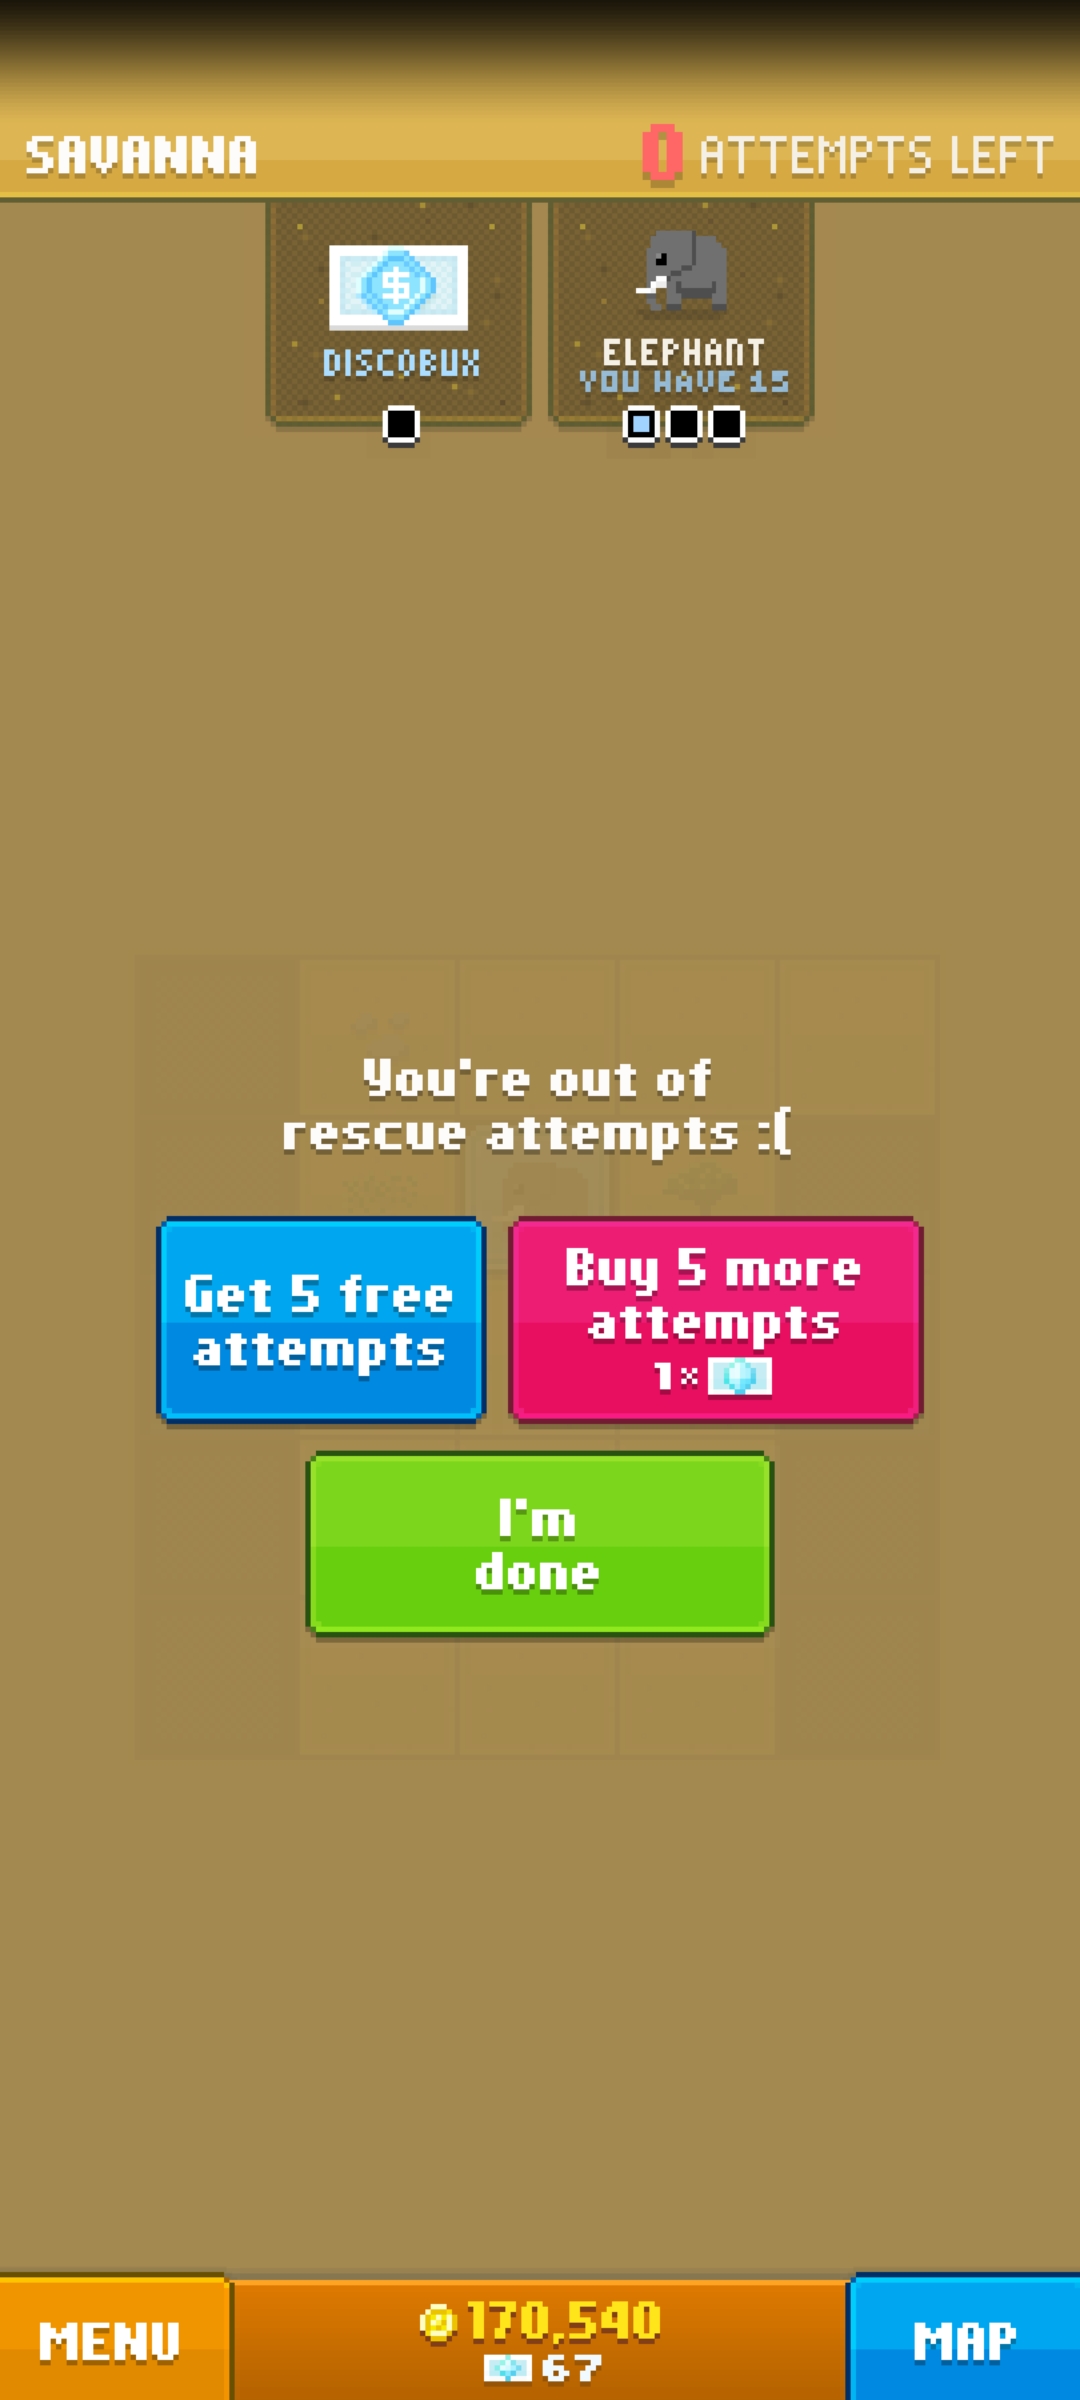 SAVANNA
0 ATTEMPTS LEFT
$
DISCOBUX
ELEPHANT
YOU HAVE 15
You're out of
rescue attempts :(
Get 5 free
attempts
Buy 5 more
attempts
1×
I'm
done
MENU
170,540
67
MAP